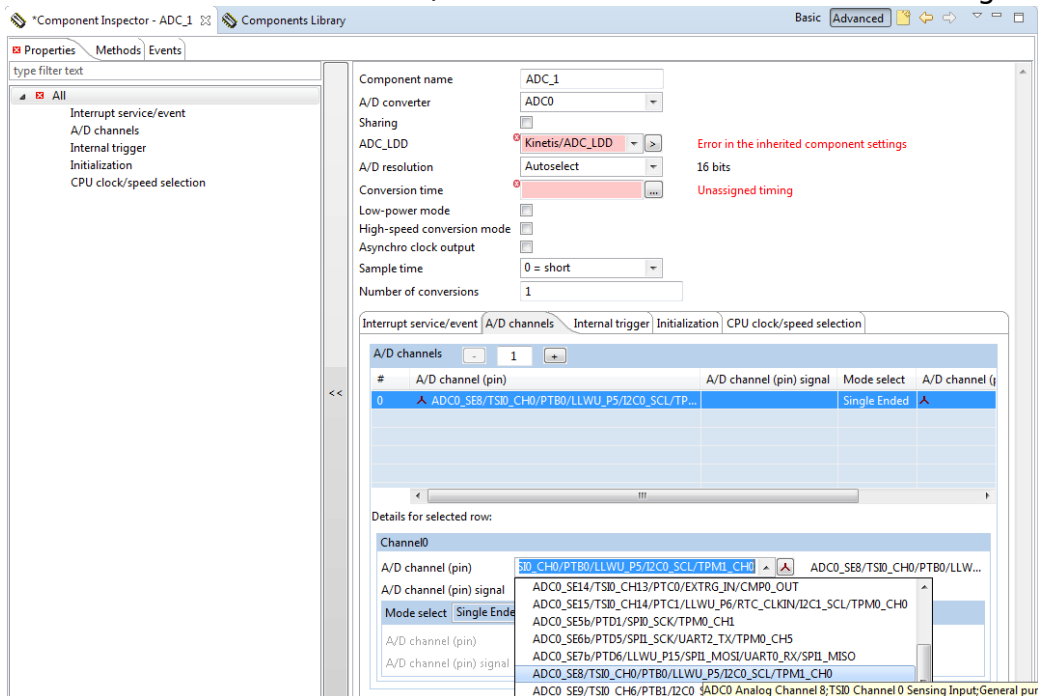 *Component Inspector - ADC_1 Components Library Basic Advanced
Properties Methods Events
type filter text
All
Interrupt service/event
A/D channels
Internal trigger
Initialization
CPU clock/speed selection
<<
Component name ADC_1
A/D converter ADC0
Sharing
ADC_LDD Kinetis/ADC_LDD > Error in the inherited component settings
A/D resolution Autoselect 16 bits
Conversion time ... Unassigned timing
Low-power mode
High-speed conversion mode
Asynchro clock output
Sample time 0 = short
Number of conversions 1
Interrupt service/event A/D channels Internal trigger Initialization CPU clock/speed selection
A/D channels - 1 +
# A/D channel (pin) A/D channel (pin) signal Mode select A/D channel (p
0 ADC0_SE8/TSI0_CH0/PTB0/LLWU_P5/I2C0_SCL/TP... Single Ended
Details for selected row:
Channel0
A/D channel (pin) SI0_CH0/PTB0/LLWU_P5/I2C0_SCL/TPM1_CH0 ADC0_SE8/TSI0_CH0/PTB0/LLW...
A/D channel (pin) signal
Mode select Single Ende
A/D channel (pin)
A/D channel (pin) signal
ADC0_SE14/TSI0_CH13/PTC0/EXTRG_IN/CMP0_OUT
ADC0_SE15/TSI0_CH14/PTC1/LLWU_P6/RTC_CLKIN/I2C1_SCL/TPM0_CH0
ADC0_SE5b/PTD1/SPI0_SCK/TPM0_CH1
ADC0_SE6b/PTD5/SPI1_SCK/UART2_TX/TPM0_CH5
ADC0_SE7b/PTD6/LLWU_P15/SPI1_MOSI/UART0_RX/SPI1_MISO
ADC0_SE8/TSI0_CH0/PTB0/LLWU_P5/I2C0_SCL/TPM1_CH0
ADC0_SE9/TSI0_CH6/PTB1/I2C0 ADC0 Analog Channel 8;TSI0 Channel 0 Sensing Input;General pur